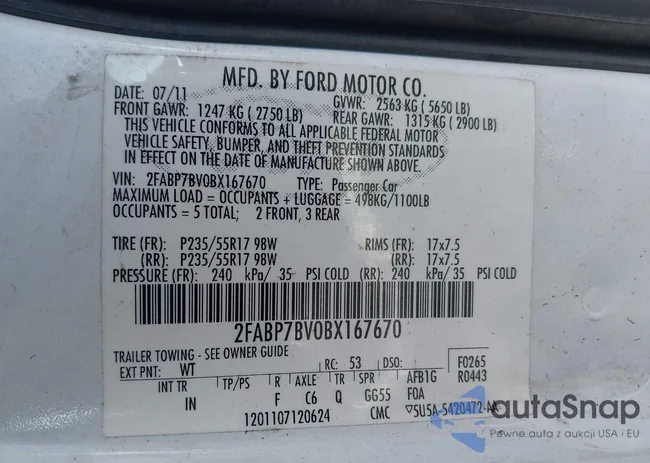 MFD. BY FORD MOTOR CO.
DATE: 07/11 GVWR: 2563 KG ( 5650 LB)
FRONT GAWR: 1247 KG ( 2750 LB) REAR GAWR: 1315 KG ( 2900 LB)
THIS VEHICLE CONFORMS TO ALL APPLICABLE FEDERAL MOTOR
VEHICLE SAFETY, BUMPER, AND THEFT PREVENTION STANDARDS
IN EFFECT ON THE DATE OF MANUFACTURE SHOWN ABOVE.
VIN: 2FABP7BV0BX167670 TYPE: Passenger Car
MAXIMUM LOAD = OCCUPANTS + LUGGAGE = 498KG/1100LB
OCCUPANTS = 5 TOTAL; 2 FRONT, 3 REAR
TIRE (FR): P235/55R17 98W RIMS (FR): 17x7.5
(RR): P235/55R17 98W (RR): 17x7.5
PRESSURE (FR): 240 kPa/ 35 PSI COLD (RR): 240 kPa/ 35 PSI COLD
2FABP7BV0BX167670
TRAILER TOWING - SEE OWNER GUIDE
EXT PNT: WT RC: 53 DSO: F0265
R0443
INT TR TP/PS R AXLE TR SPR AFB1G
IN F C6 Q GG55 F0A
1201107120624 CMC ▽5U5A-5420472-
autaSnap
Pewne auta z aukcji USA i EU